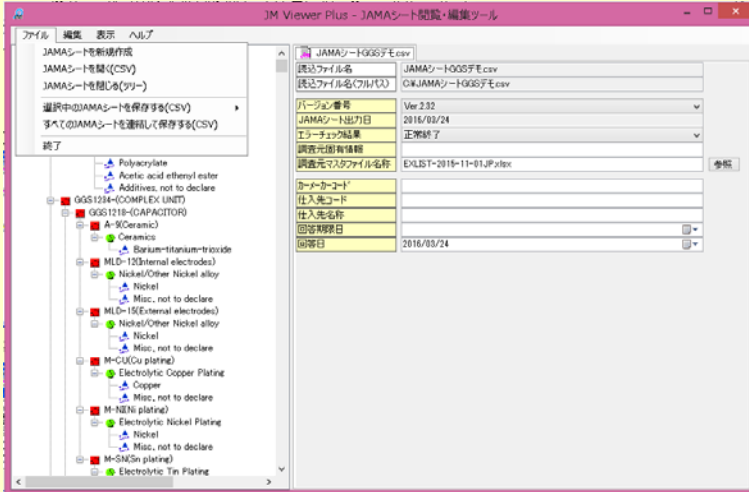 JM Viewer Plus - JAMAシート閲覧・編集ツール
ファイル 編集 表示 ヘルプ
JAMAシートを新規作成
JAMAシートを開く(CSV)
JAMAシートを閉じる(ツリー)
選択中のJAMAシートを保存する(CSV)
すべてのJAMAシートを連結して保存する(CSV)
終了
Polyacrylate
Acetic acid ethenyl ester
Additives, not to declare
GGS1234-(COMPLEX UNIT)
GGS1218-(CAPACITOR)
A-9(Ceramic)
Ceramics
Barium-titanium-trioxide
MLD-12(Internal electrodes)
Nickel/Other Nickel alloy
Nickel
Misc., not to declare
MLD-15(External electrodes)
Nickel/Other Nickel alloy
Nickel
Misc., not to declare
M-CU(Cu plating)
Electrolytic Copper Plating
Copper
Misc., not to declare
M-NI(Ni plating)
Electrolytic Nickel Plating
Nickel
Misc., not to declare
M-SN(Sn plating)
Electrolytic Tin Plating
JAMAシートGGSデモ.csv
読込ファイル名 JAMAシートGGSデモ.csv
読込ファイル名(フルパス) C:¥JAMAシートGGSデモ.csv
バージョン番号 Ver.2.32
JAMAシート出力日 2016/03/24
エラーチェック結果 正常終了
調査元固有情報
調査元マスタファイル名称 EXLIST-2015-11-01JP.xlsx 参照
カーメーカーコード
仕入先コード
仕入先名称
回答期限日
回答日 2016/03/24